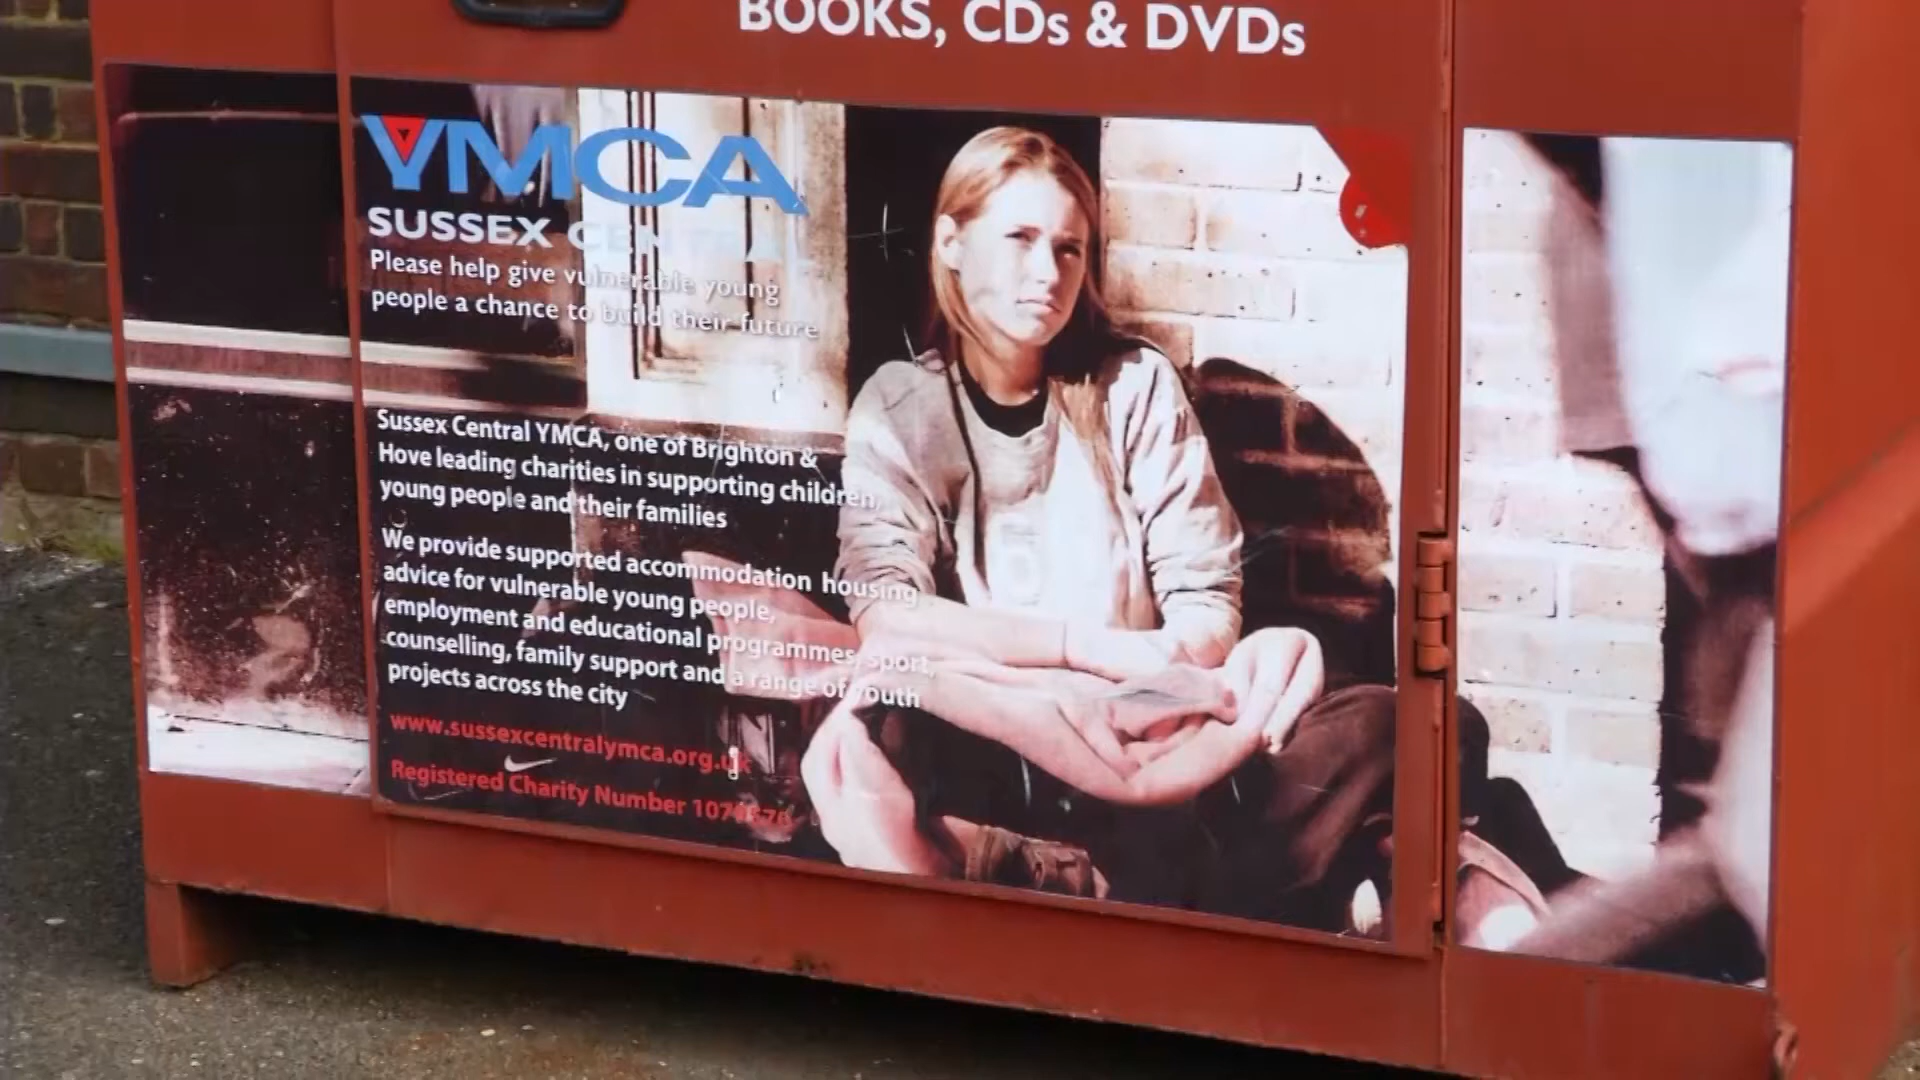 BOOKS, CDs & DVDs
YMCA
SUSSEX CENTRAL
Please help give vulnerable young
people a chance to build their future
Sussex Central YMCA, one of Brighton &
Hove leading charities in supporting children,
young people and their families
We provide supported accommodation housing
advice for vulnerable young people,
employment and educational programmes, sport,
counselling, family support and a range of youth
projects across the city
www.sussexcentralymca.org.uk
Registered Charity Number
6